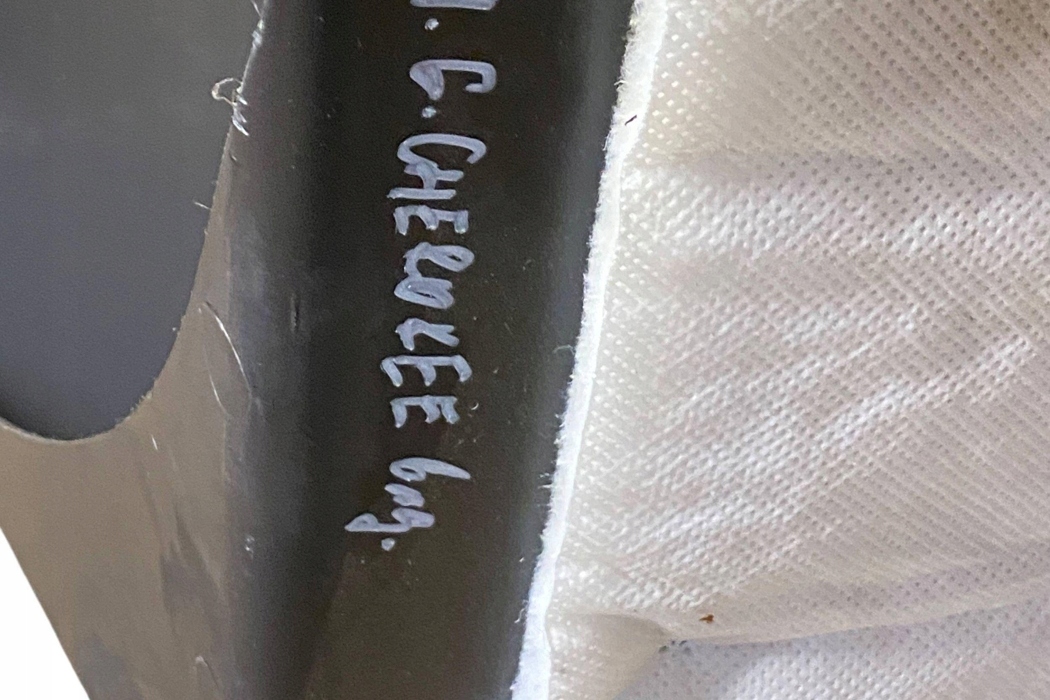 . C. CHEROKEE bag.